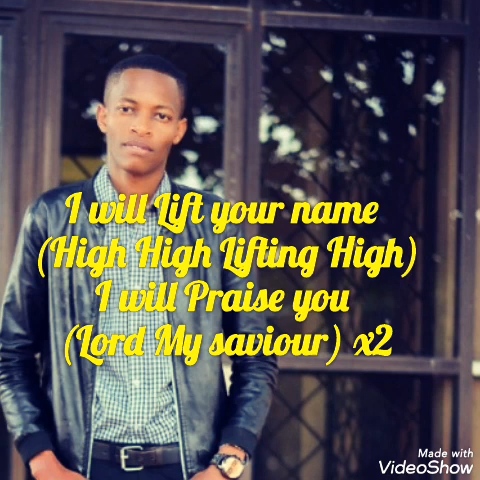 I will Lift your name
(High High Lifting High)
I will Praise you
(Lord My saviour) x2
Made with
VideoShow